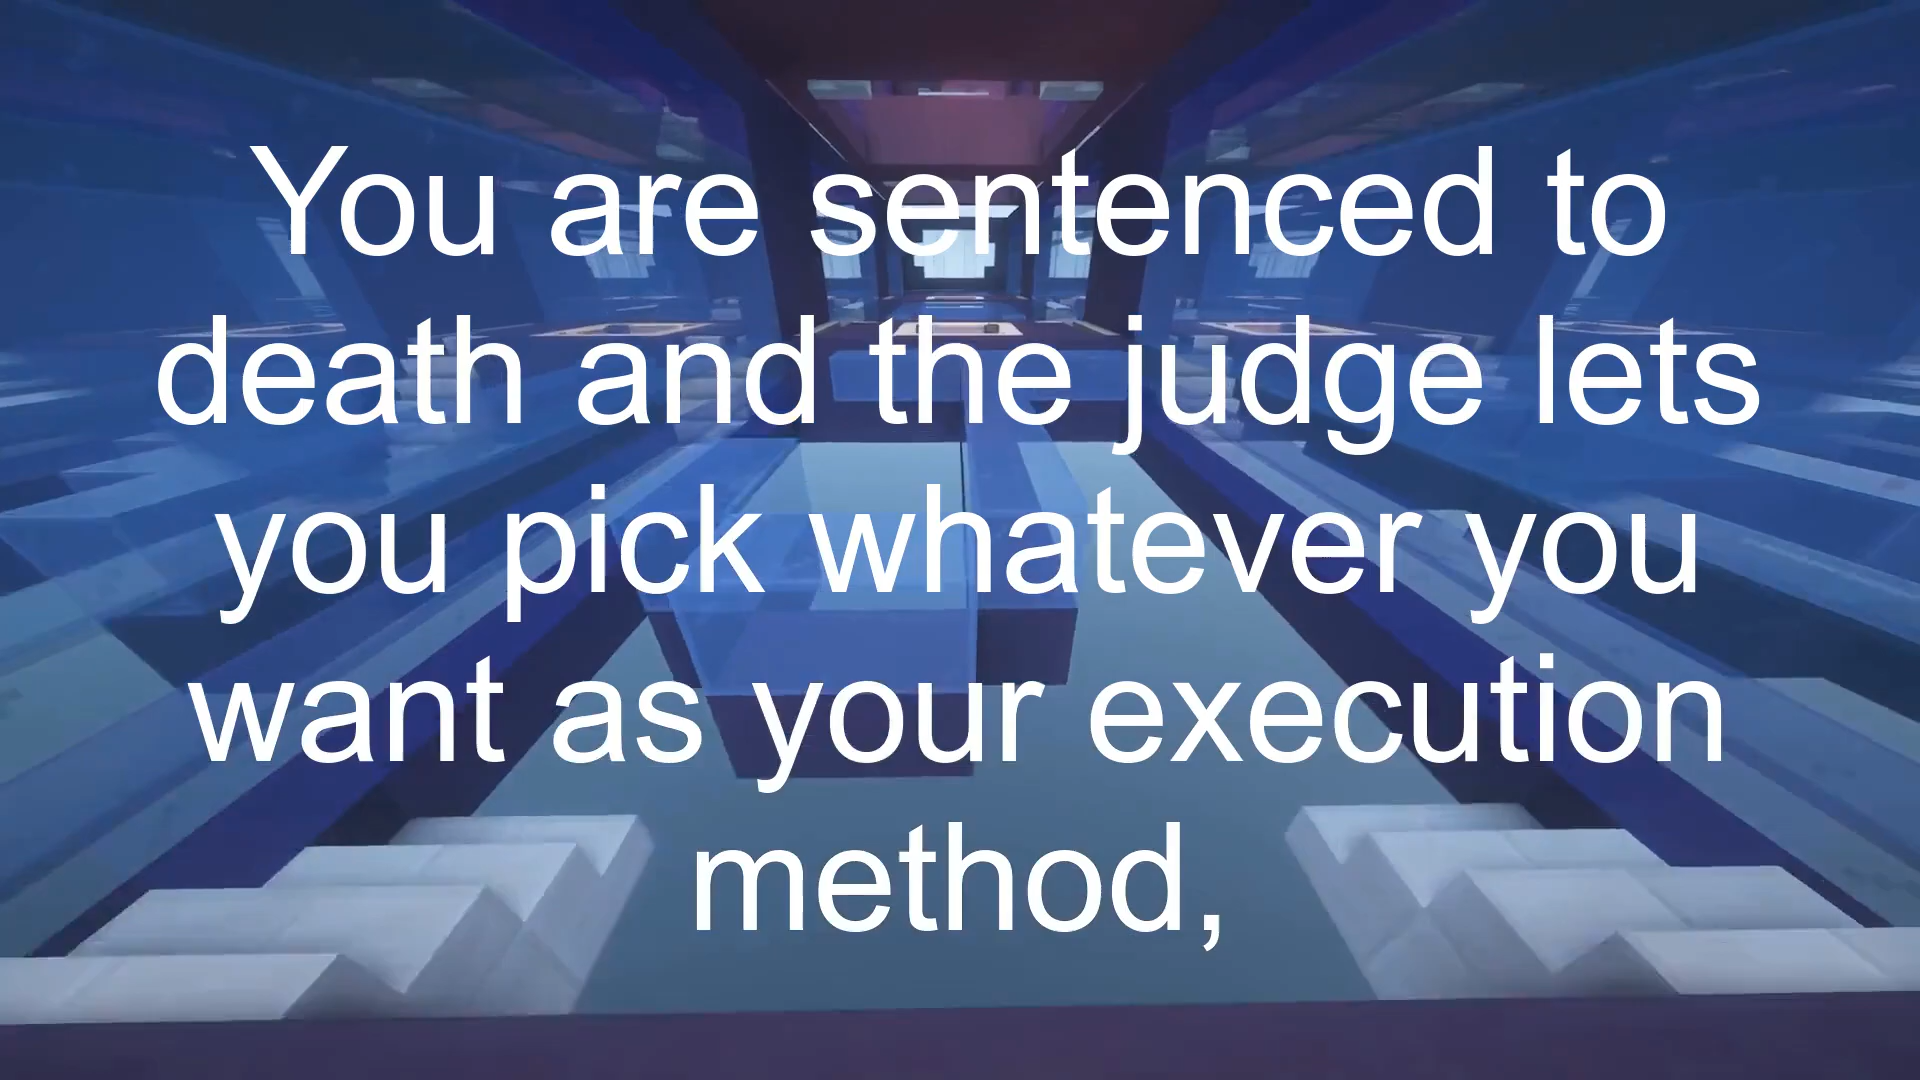 You are sentenced to
death and the judge lets
you pick whatever you
want as your execution
method,